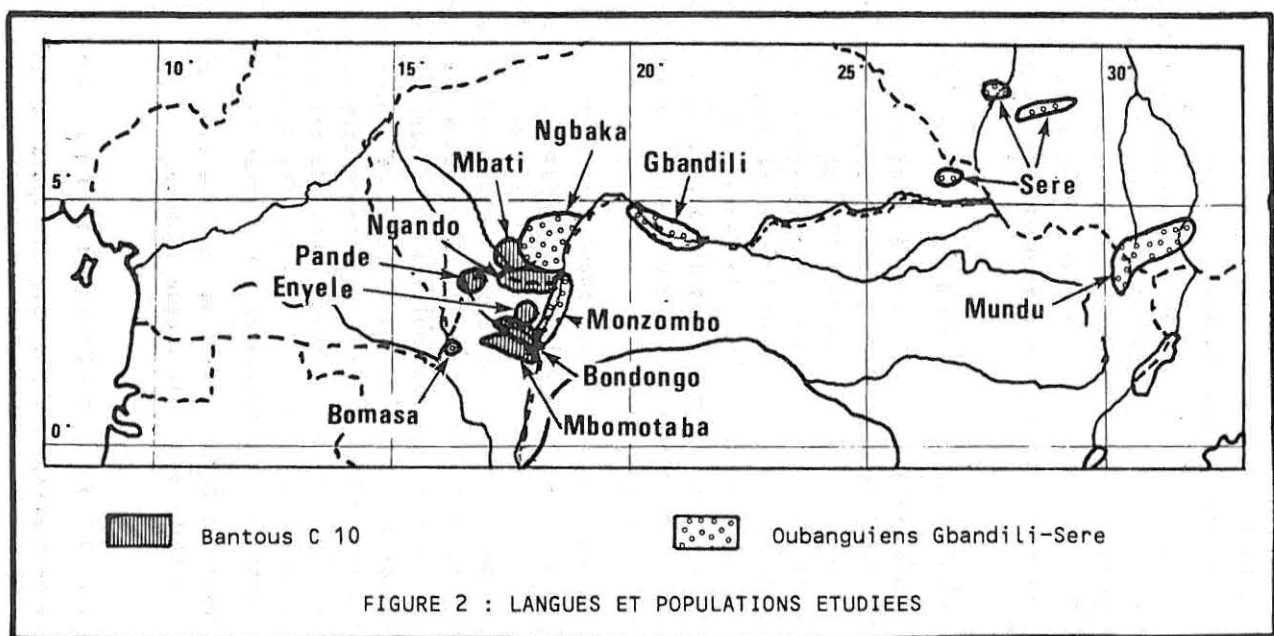 10°
15°
20°
25°
30°
Ngbaka
Mbati
Gbandili
5°
Sere
Ngando
Pande
Enyele
Mundu
Monzombo
Bondongo
Bomasa
Mbomotaba
0°
Bantous C 10
Oubanguiens Gbandili-Sere
FIGURE 2 : LANGUES ET POPULATIONS ETUDIEES